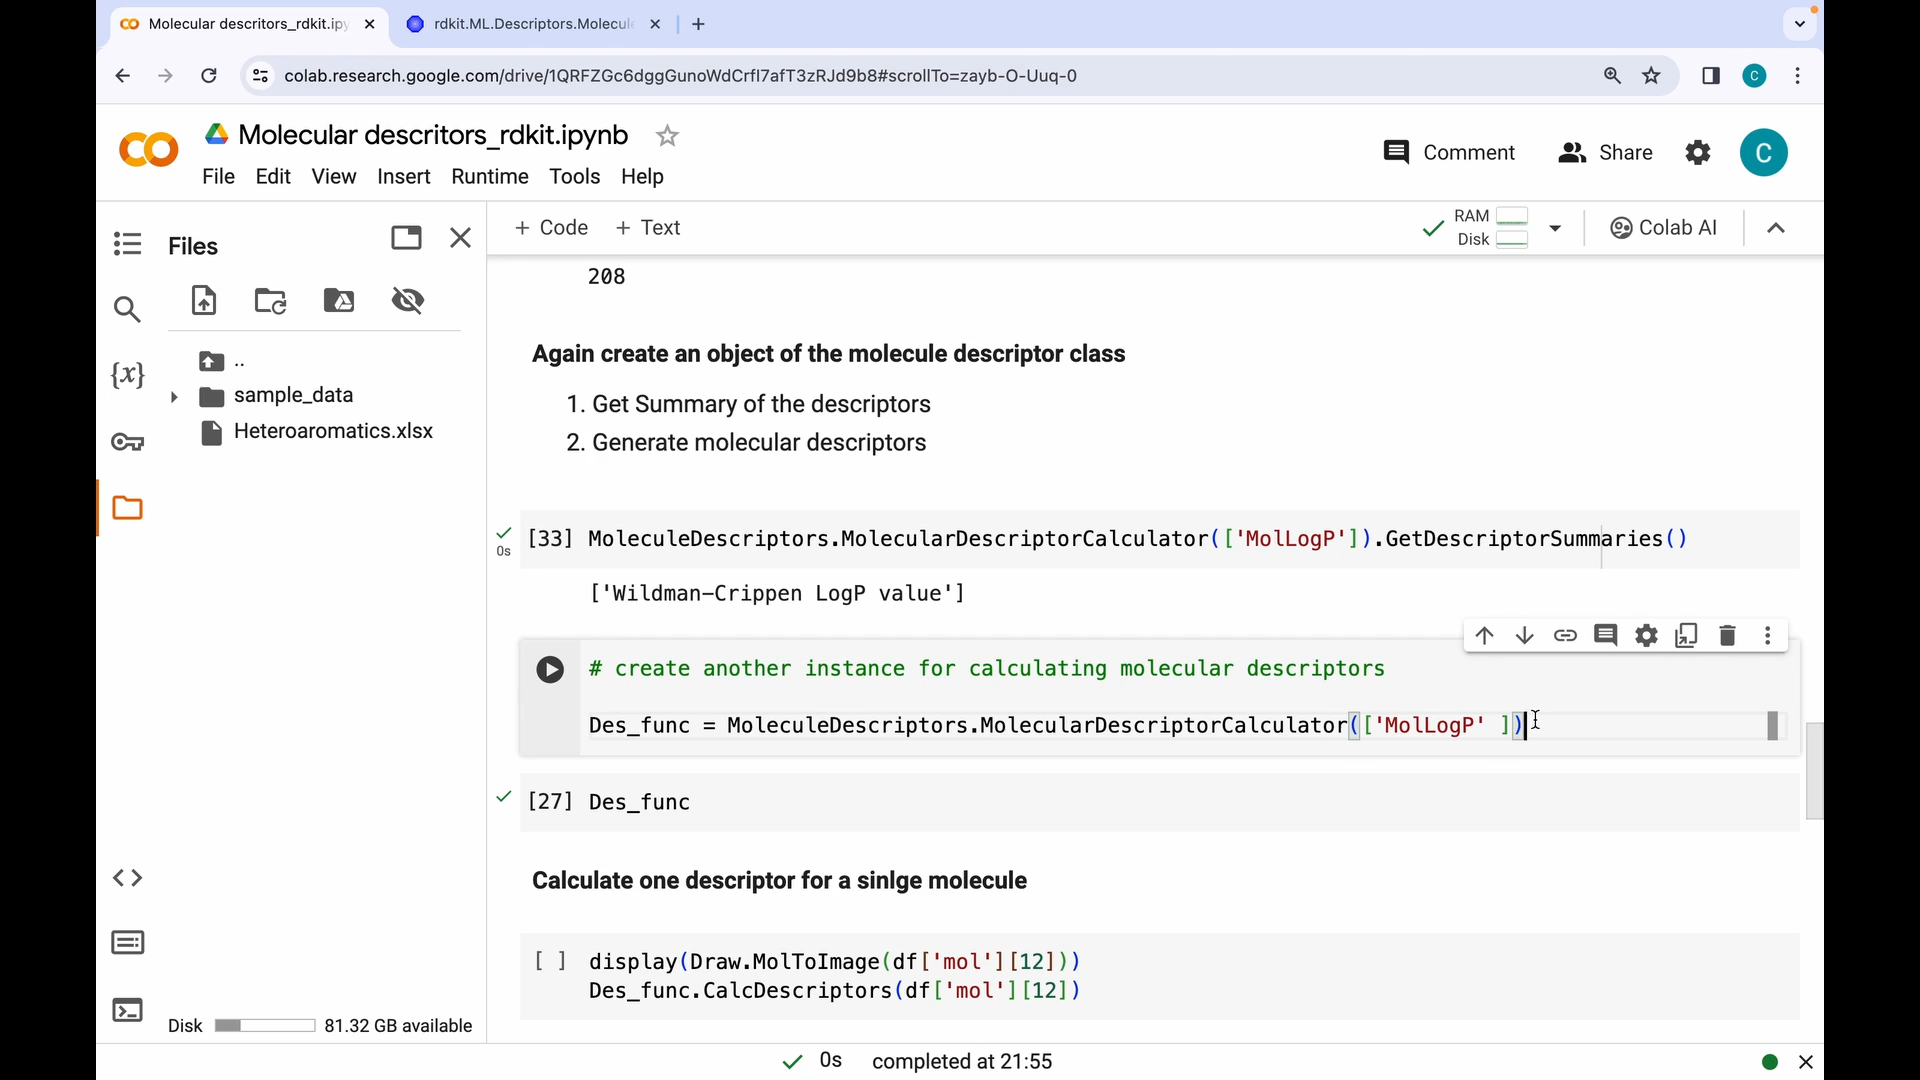 Molecular descritors_rdkit.ipy
rdkit.ML.Descriptors.Molecul
colab.research.google.com/drive/1QRFZGc6dggGunoWdCrfl7afT3zRJd9b8#scrollTo=zayb-O-Uuq-0
C
Molecular descritors_rdkit.ipynb
File Edit View Insert Runtime Tools Help
Comment
Share
C
+ Code + Text
RAM
Disk
Colab AI
Files
..
sample_data
Heteroaromatics.xlsx
{x}
Disk
81.32 GB available
208
Again create an object of the molecule descriptor class
1. Get Summary of the descriptors
2. Generate molecular descriptors
0s
[33] MoleculeDescriptors.MolecularDescriptorCalculator(['MolLogP']).GetDescriptorSummaries()
['Wildman-Crippen LogP value']
# create another instance for calculating molecular descriptors
Des_func = MoleculeDescriptors.MolecularDescriptorCalculator(['MolLogP' ])
[27] Des_func
Calculate one descriptor for a sinlge molecule
[ ] display(Draw.MolToImage(df['mol'][12]))
Des_func.CalcDescriptors(df['mol'][12])
0s completed at 21:55